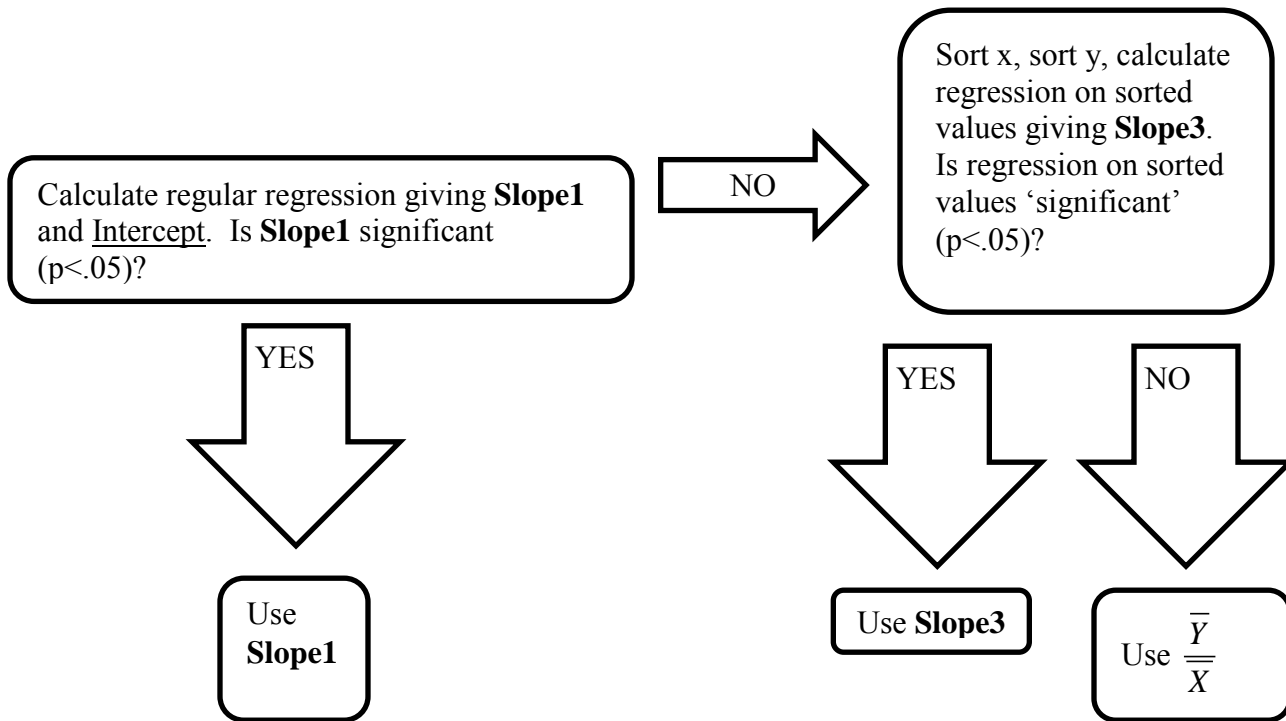 Calculate regular regression giving Slope1
and Intercept.  Is Slope1 significant
(p<.05)?
NO
Sort x, sort y, calculate
regression on sorted
values giving Slope3.
Is regression on sorted
values ‘significant’
(p<.05)?
YES
YES
NO
Use
Slope1
Use Slope3
Use Y̅ / X̅